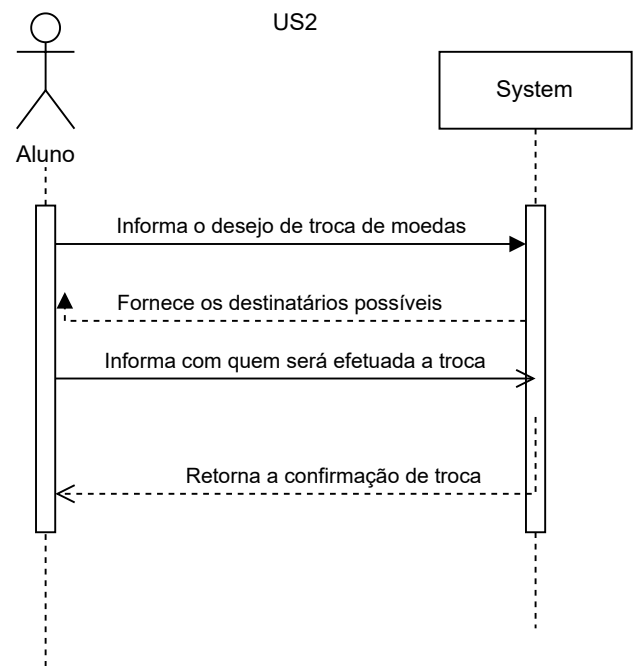 US2
System
Aluno
Informa o desejo de troca de moedas
Fornece os destinatários possíveis
Informa com quem será efetuada a troca
Retorna a confirmação de troca